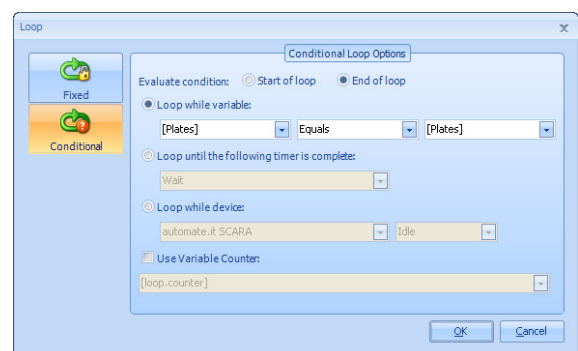 Loop
Fixed
Conditional
Conditional Loop Options
Evaluate condition: Start of loop End of loop
Loop while variable:
[Plates] Equals [Plates]
Loop until the following timer is complete:
Wait
Loop while device:
automate.it SCARA Idle
Use Variable Counter:
[loop.counter]
OK Cancel